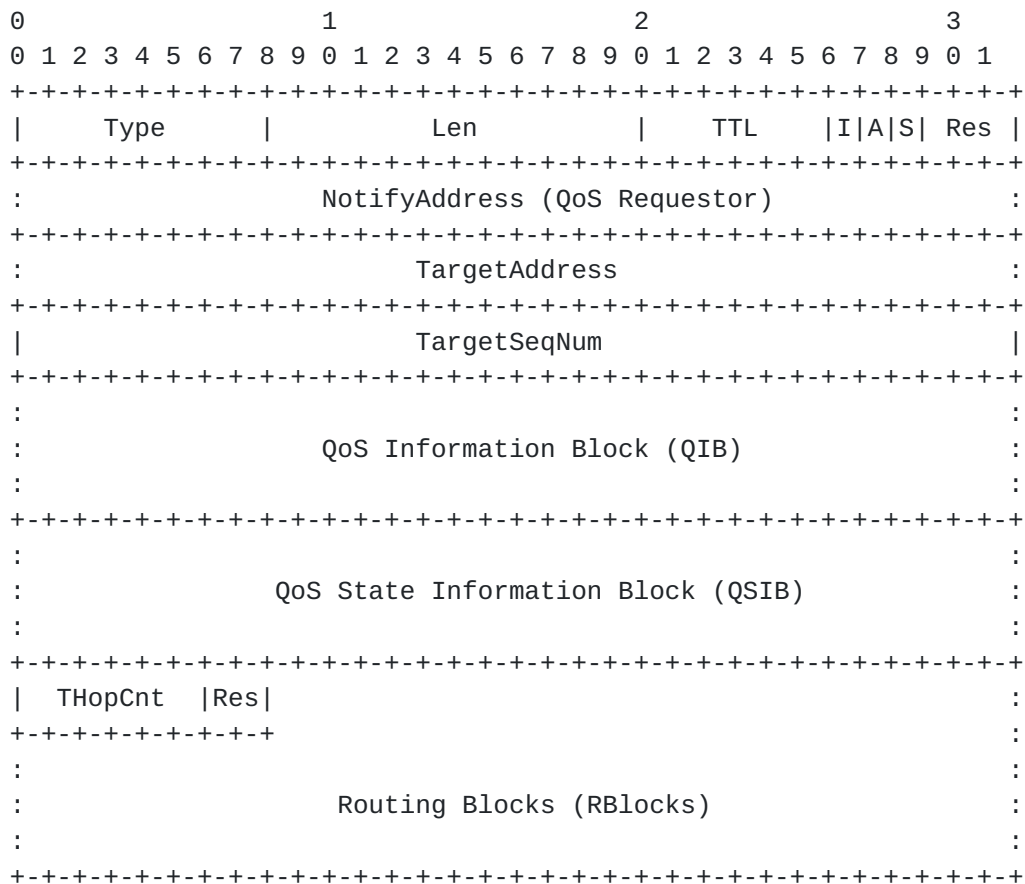 0                   1                   2                   3
0 1 2 3 4 5 6 7 8 9 0 1 2 3 4 5 6 7 8 9 0 1 2 3 4 5 6 7 8 9 0 1
+-+-+-+-+-+-+-+-+-+-+-+-+-+-+-+-+-+-+-+-+-+-+-+-+-+-+-+-+-+-+-+-+
|     Type      |          Len          |    TTL    |I|A|S| Res |
+-+-+-+-+-+-+-+-+-+-+-+-+-+-+-+-+-+-+-+-+-+-+-+-+-+-+-+-+-+-+-+-+
:                   NotifyAddress (QoS Requestor)               :
+-+-+-+-+-+-+-+-+-+-+-+-+-+-+-+-+-+-+-+-+-+-+-+-+-+-+-+-+-+-+-+-+
:                         TargetAddress                         :
+-+-+-+-+-+-+-+-+-+-+-+-+-+-+-+-+-+-+-+-+-+-+-+-+-+-+-+-+-+-+-+-+
|                         TargetSeqNum                          |
+-+-+-+-+-+-+-+-+-+-+-+-+-+-+-+-+-+-+-+-+-+-+-+-+-+-+-+-+-+-+-+-+
:                                                               :
:                   QoS Information Block (QIB)                 :
:                                                               :
+-+-+-+-+-+-+-+-+-+-+-+-+-+-+-+-+-+-+-+-+-+-+-+-+-+-+-+-+-+-+-+-+
:                                                               :
:                QoS State Information Block (QSIB)             :
:                                                               :
+-+-+-+-+-+-+-+-+-+-+-+-+-+-+-+-+-+-+-+-+-+-+-+-+-+-+-+-+-+-+-+-+
|  THopCnt  |Res|                                               :
+-+-+-+-+-+-+-+-+                                               :
:                                                               :
:                    Routing Blocks (RBlocks)                   :
:                                                               :
+-+-+-+-+-+-+-+-+-+-+-+-+-+-+-+-+-+-+-+-+-+-+-+-+-+-+-+-+-+-+-+-+